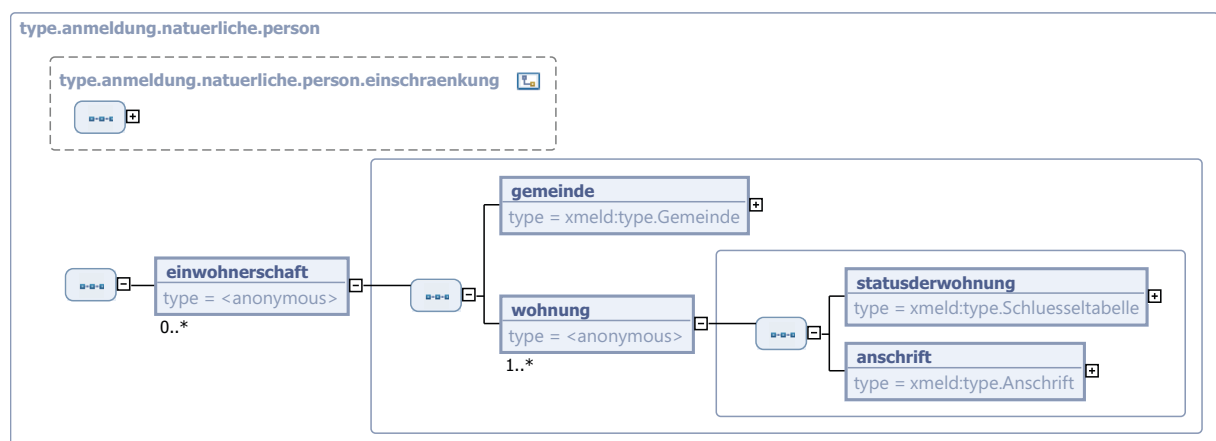 type.anmeldung.natuerliche.person
type.anmeldung.natuerliche.person.einschraenkung
gemeinde
type = xmeld:type.Gemeinde
einwohnerschaft
type = <anonymous>
0..*
wohnung
type = <anonymous>
1..*
statusderwohnung
type = xmeld:type.Schluesseltabelle
anschrift
type = xmeld:type.Anschrift